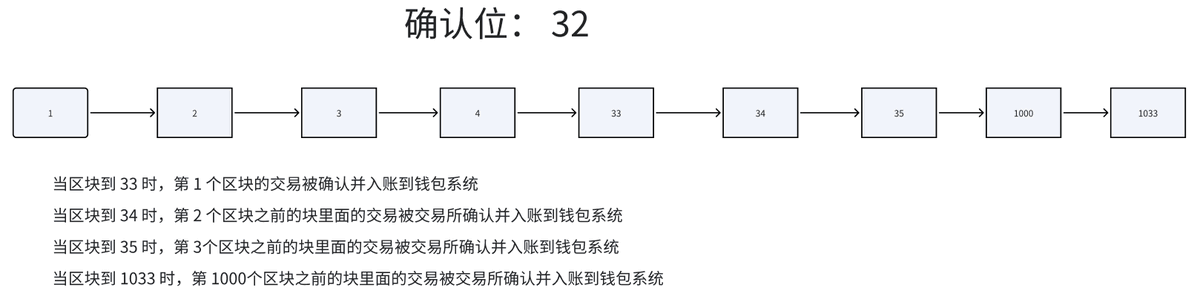 确认位： 32
1
2
3
4
33
34
35
1000
1033
当区块到 33 时，第 1 个区块的交易被确认并入账到钱包系统
当区块到 34 时，第 2 个区块之前的块里面的交易被交易所确认并入账到钱包系统
当区块到 35 时，第 3个区块之前的块里面的交易被交易所确认并入账到钱包系统
当区块到 1033 时，第 1000个区块之前的块里面的交易被交易所确认并入账到钱包系统